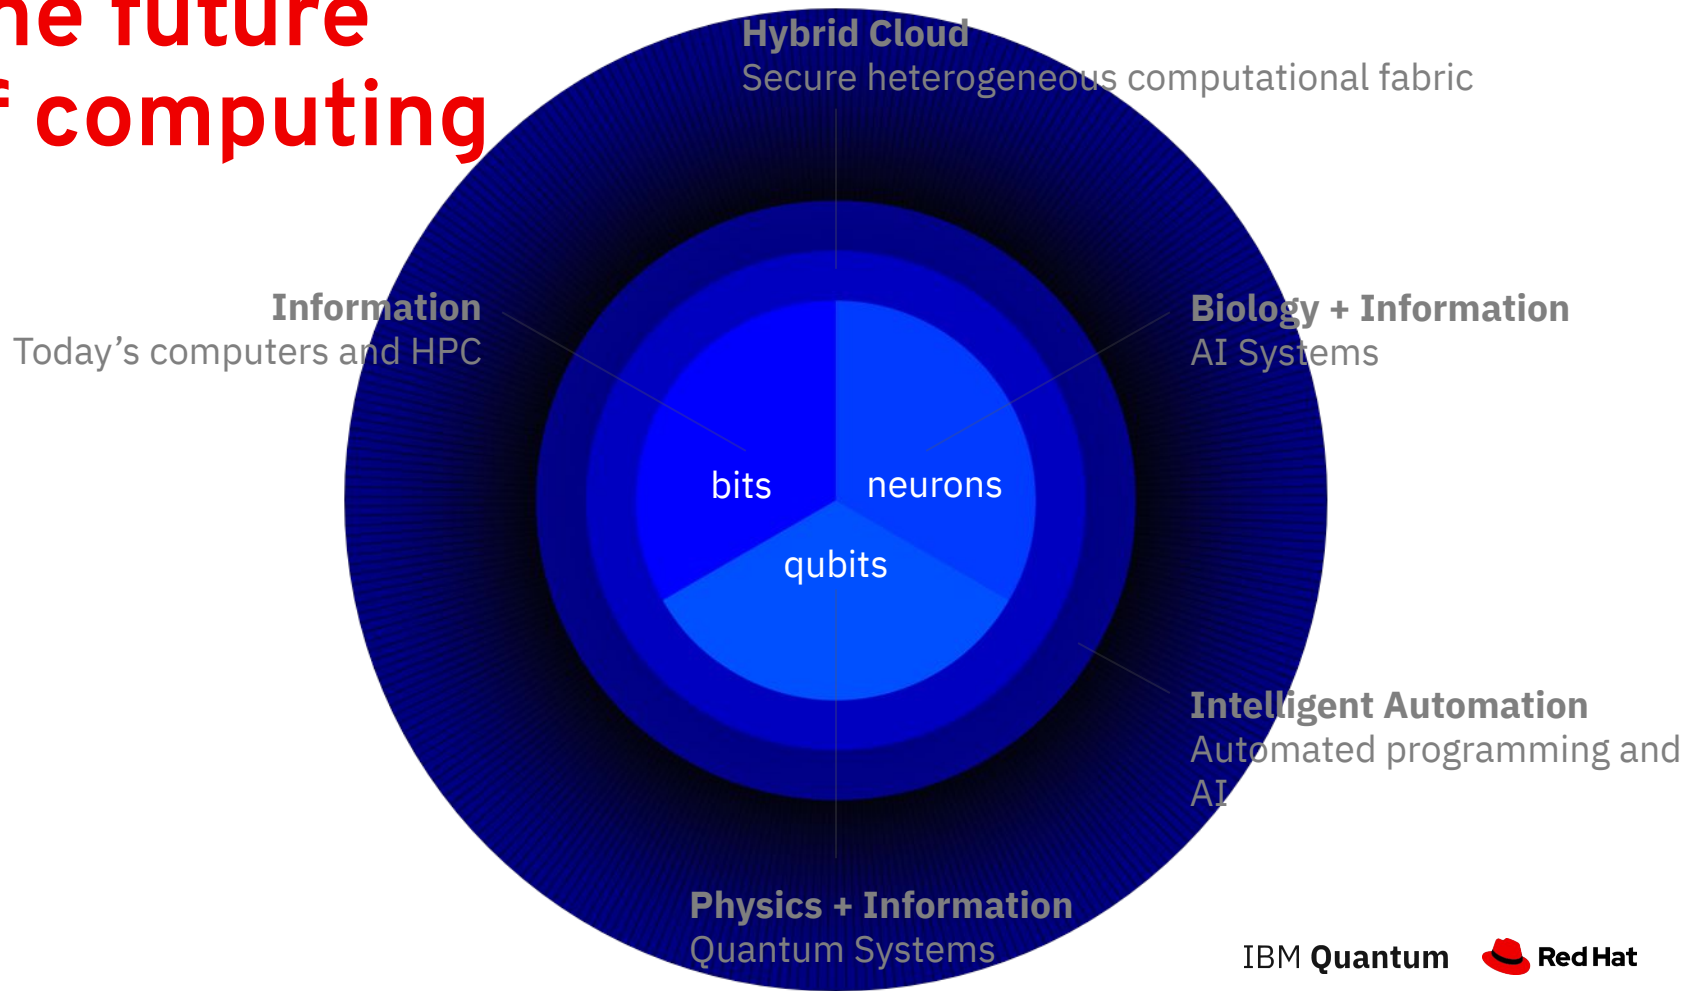 he future
f computing
Hybrid Cloud
Secure heterogeneous computational fabric
Information
Today’s computers and HPC
Biology + Information
AI Systems
bits
neurons
qubits
Intelligent Automation
Automated programming and
AI
Physics + Information
Quantum Systems
IBM Quantum
Red Hat